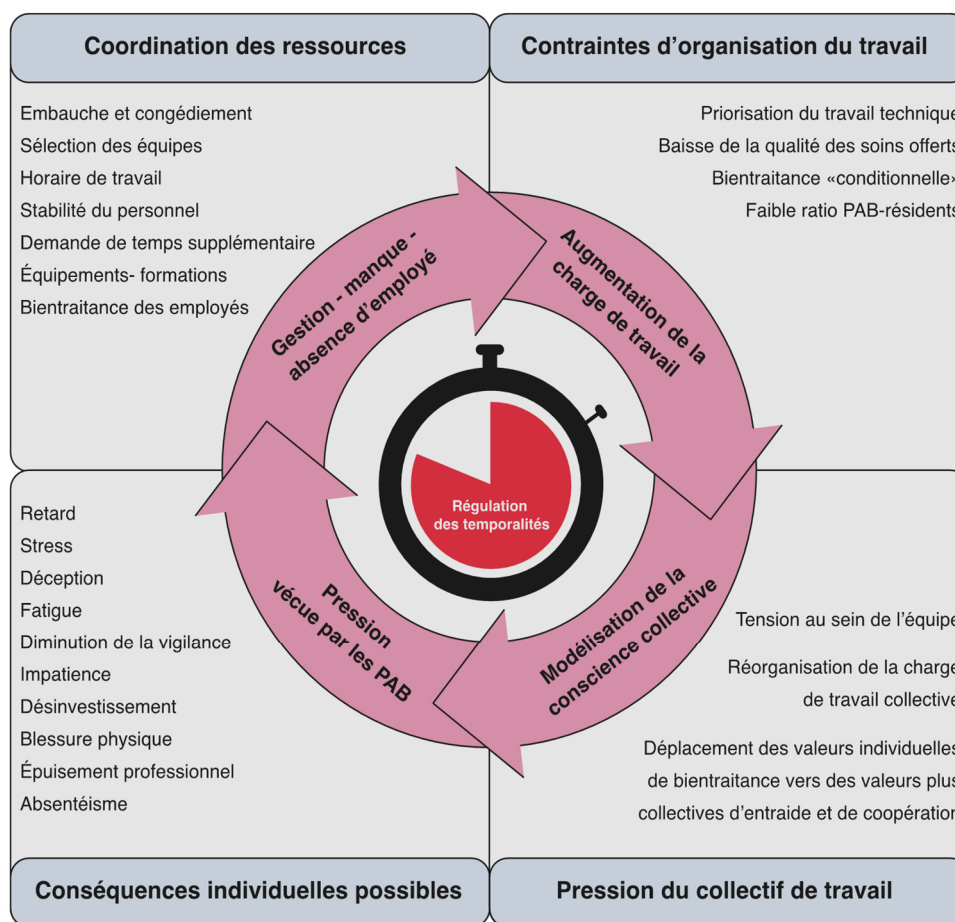 Coordination des ressources
Embauche et congédiement
Sélection des équipes
Horaire de travail
Stabilité du personnel
Demande de temps supplémentaire
Équipements- formations
Bientraitance des employés
Contraintes d’organisation du travail
Priorisation du travail technique
Baisse de la qualité des soins offerts
Bientraitance «conditionnelle»
Faible ratio PAB-résidents
Gestion - manque -
absence d’employé
Augmentation de la
charge de travail
Régulation
des temporalités
Pression
vécue par les PAB
Modélisation de la
conscience collective
Retard
Stress
Déception
Fatigue
Diminution de la vigilance
Impatience
Désinvestissement
Blessure physique
Épuisement professionnel
Absentéisme
Conséquences individuelles possibles
Tension au sein de l’équipe
Réorganisation de la charge
de travail collective
Déplacement des valeurs individuelles
de bientraitance vers des valeurs plus
collectives d’entraide et de coopération
Pression du collectif de travail